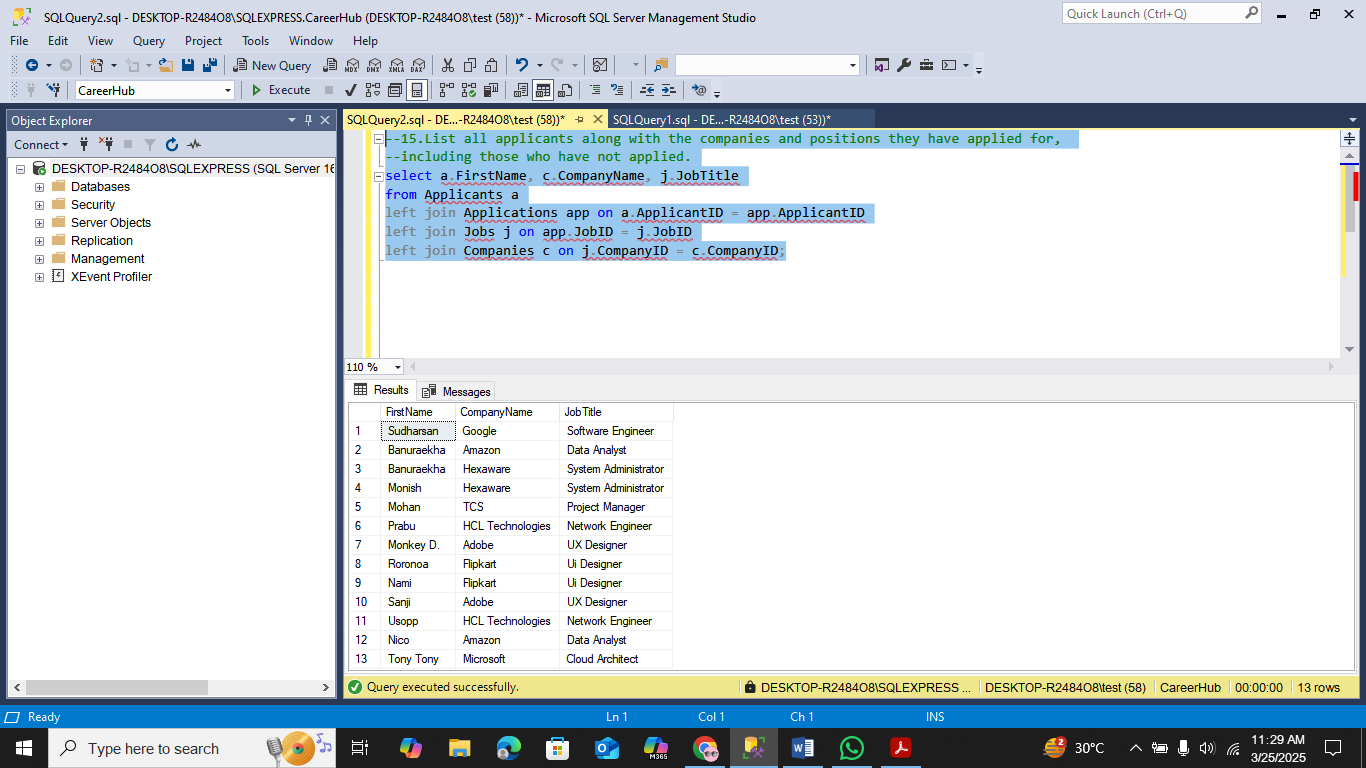 SQLQuery2.sql - DESKTOP-R2484O8\SQLEXPRESS.CareerHub (DESKTOP-R2484O8\test (58))* - Microsoft SQL Server Management Studio
Quick Launch (Ctrl+Q)
File Edit View Query Project Tools Window Help
New Query MDX DMX XMLA DAX
CareerHub Execute
Object Explorer
SQLQuery2.sql - DE...-R2484O8\test (58))* SQLQuery1.sql - DE...-R2484O8\test (53))*
Connect
DESKTOP-R2484O8\SQLEXPRESS (SQL Server 16
Databases
Security
Server Objects
Replication
Management
XEvent Profiler
--15.List all applicants along with the companies and positions they have applied for,
--including those who have not applied.
select a.FirstName, c.CompanyName, j.JobTitle
from Applicants a
left join Applications app on a.ApplicantID = app.ApplicantID
left join Jobs j on app.JobID = j.JobID
left join Companies c on j.CompanyID = c.CompanyID;
110 %
Results Messages
FirstName CompanyName JobTitle
1 Sudharsan Google Software Engineer
2 Banuraekha Amazon Data Analyst
3 Banuraekha Hexaware System Administrator
4 Monish Hexaware System Administrator
5 Mohan TCS Project Manager
6 Prabu HCL Technologies Network Engineer
7 Monkey D. Adobe UX Designer
8 Roronoa Flipkart Ui Designer
9 Nami Flipkart Ui Designer
10 Sanji Adobe UX Designer
11 Usopp HCL Technologies Network Engineer
12 Nico Amazon Data Analyst
13 Tony Tony Microsoft Cloud Architect
Query executed successfully. DESKTOP-R2484O8\SQLEXPRESS ... DESKTOP-R2484O8\test (58) CareerHub 00:00:00 13 rows
Ready Ln 1 Col 1 Ch 1 INS
Type here to search M365 30°C 11:29 AM
3/25/2025